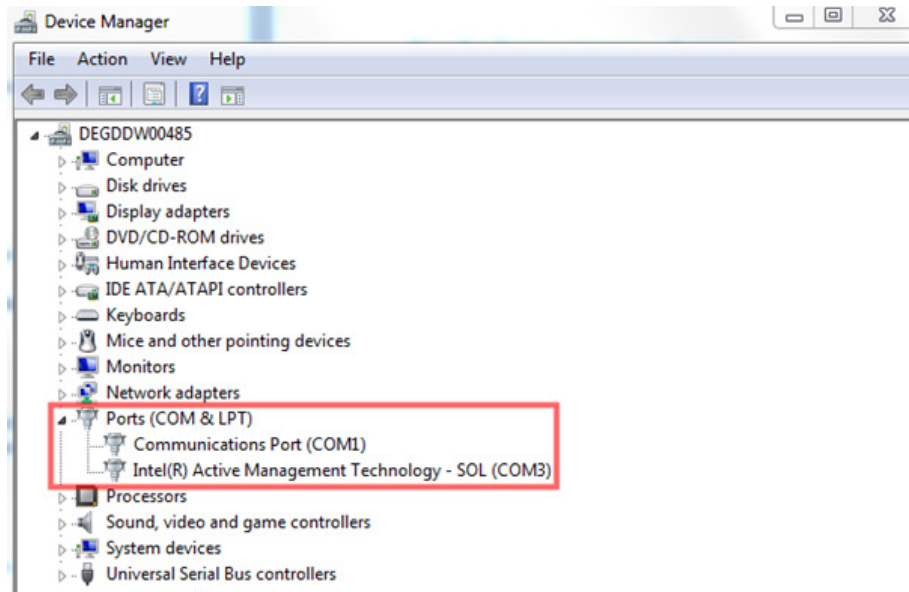 Device Manager
File Action View Help
DEGDDW00485
Computer
Disk drives
Display adapters
DVD/CD-ROM drives
Human Interface Devices
IDE ATA/ATAPI controllers
Keyboards
Mice and other pointing devices
Monitors
Network adapters
Ports (COM & LPT)
Communications Port (COM1)
Intel(R) Active Management Technology - SOL (COM3)
Processors
Sound, video and game controllers
System devices
Universal Serial Bus controllers